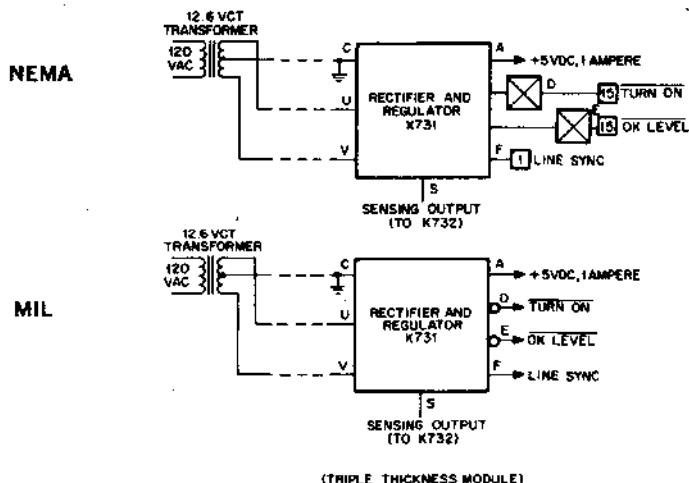 NEMA
12.6 VCT
TRANSFORMER
120
VAC
C
U
V
RECTIFIER AND
REGULATOR
K731
A
+5VDC, 1 AMPERE
D
15 TURN ON
E
15 OK LEVEL
F
1 LINE SYNC
S
SENSING OUTPUT
(TO K732)
MIL
12.6 VCT
TRANSFORMER
120
VAC
C
U
V
RECTIFIER AND
REGULATOR
K731
A
+5VDC, 1 AMPERE
D
TURN ON
E
OK LEVEL
F
LINE SYNC
S
SENSING OUTPUT
(TO K732)
(TRIPLE THICKNESS MODULE)